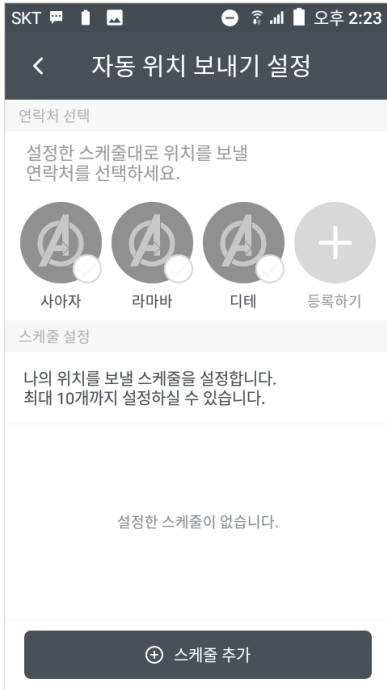 SKT 오후 2:23
자동 위치 보내기 설정
연락처 선택
설정한 스케줄대로 위치를 보낼
연락처를 선택하세요.
사아자 라마바 디테 등록하기
스케줄 설정
나의 위치를 보낼 스케줄을 설정합니다.
최대 10개까지 설정하실 수 있습니다.
설정한 스케줄이 없습니다.
스케줄 추가